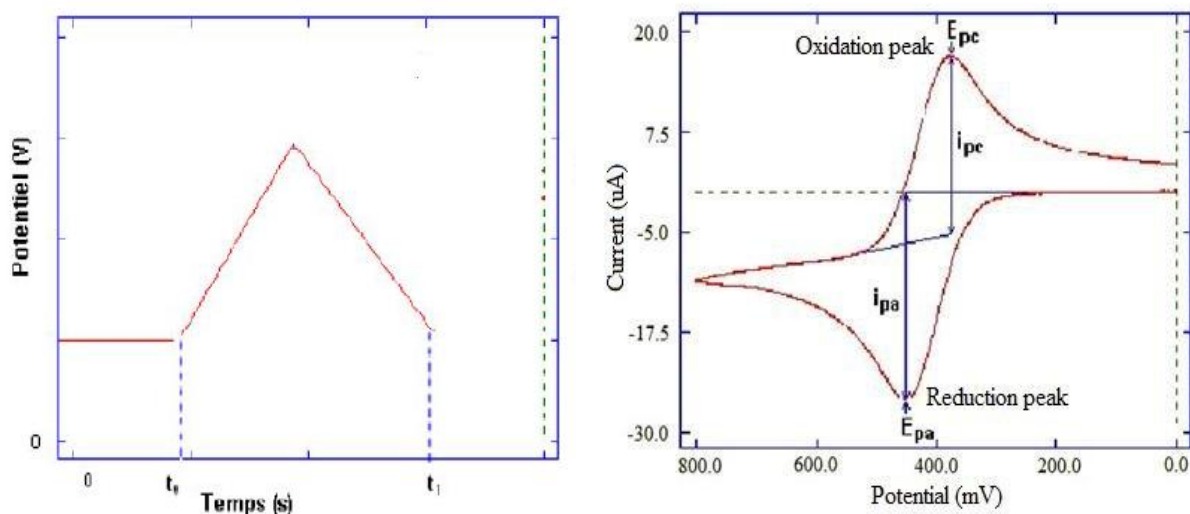 Potentiel (V)
0
0
t₀
t₁
Temps (s)
20.0
7.5
-5.0
-17.5
-30.0
Current (uA)
Oxidation peak
Epc
ipc
ipa
Reduction peak
Epa
800.0
600.0
400.0
200.0
0.0
Potential (mV)